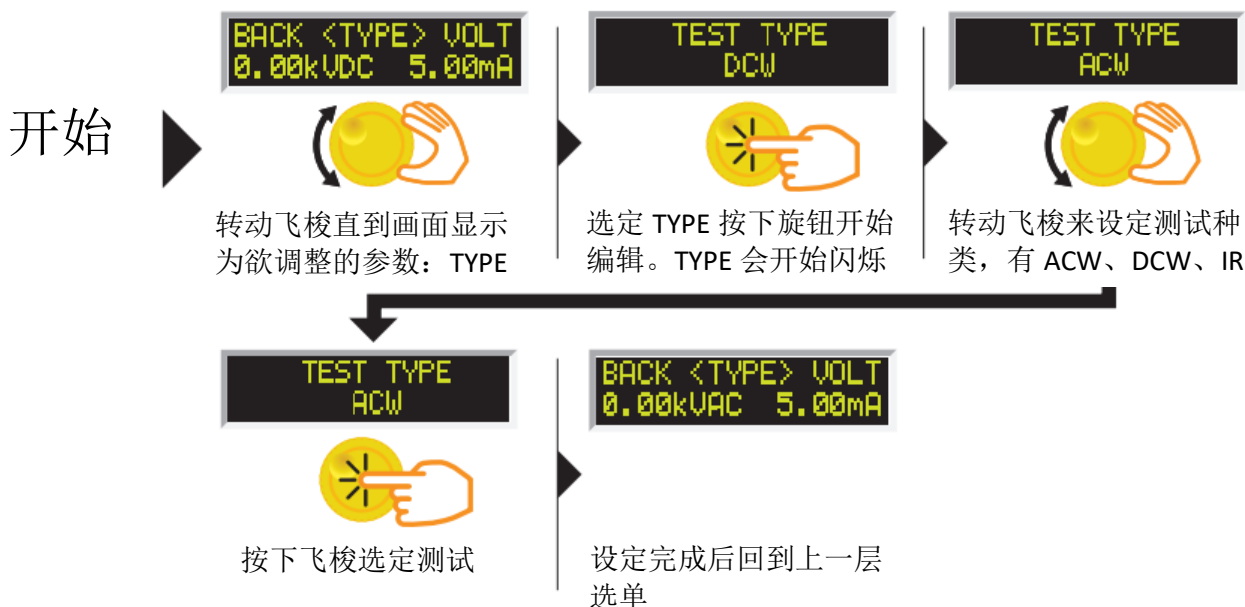 开始
BACK <TYPE> VOLT
0.00kVDC 5.00mA
转动飞梭直到画面显示
为欲调整的参数：TYPE
TEST TYPE
DCW
选定 TYPE 按下旋钮开始
编辑。TYPE 会开始闪烁
TEST TYPE
ACW
转动飞梭来设定测试种
类，有 ACW、DCW、IR
TEST TYPE
ACW
按下飞梭选定测试
BACK <TYPE> VOLT
0.00kVAC 5.00mA
设定完成后回到上一层
选单